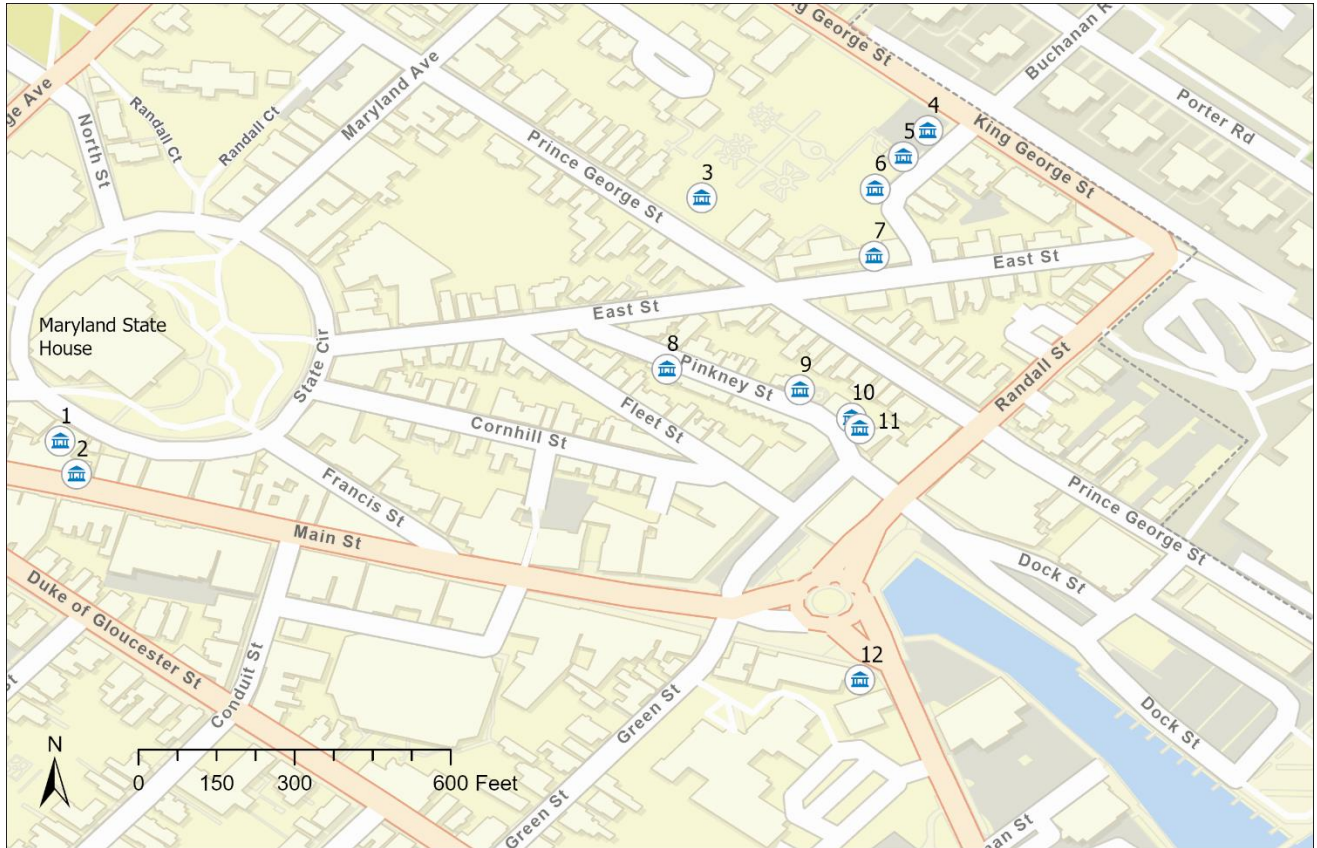 ng George St
Buchanan R
Maryland Ave
ge Ave
Randall Ct
Porter Rd
4
North St
Randall Ct
5
King George St
Prince George St
6
3
7
East St
East St
Maryland State
House
State Cir
8
Pinkney St
9
Randall St
Fleet St
10
11
1
Cornhill St
2
Francis St
Prince George St
Main St
Dock St
Duke of Gloucester St
12
Conduit St
Green St
Dock St
St
N
0 150 300 600 Feet
Green St
man St